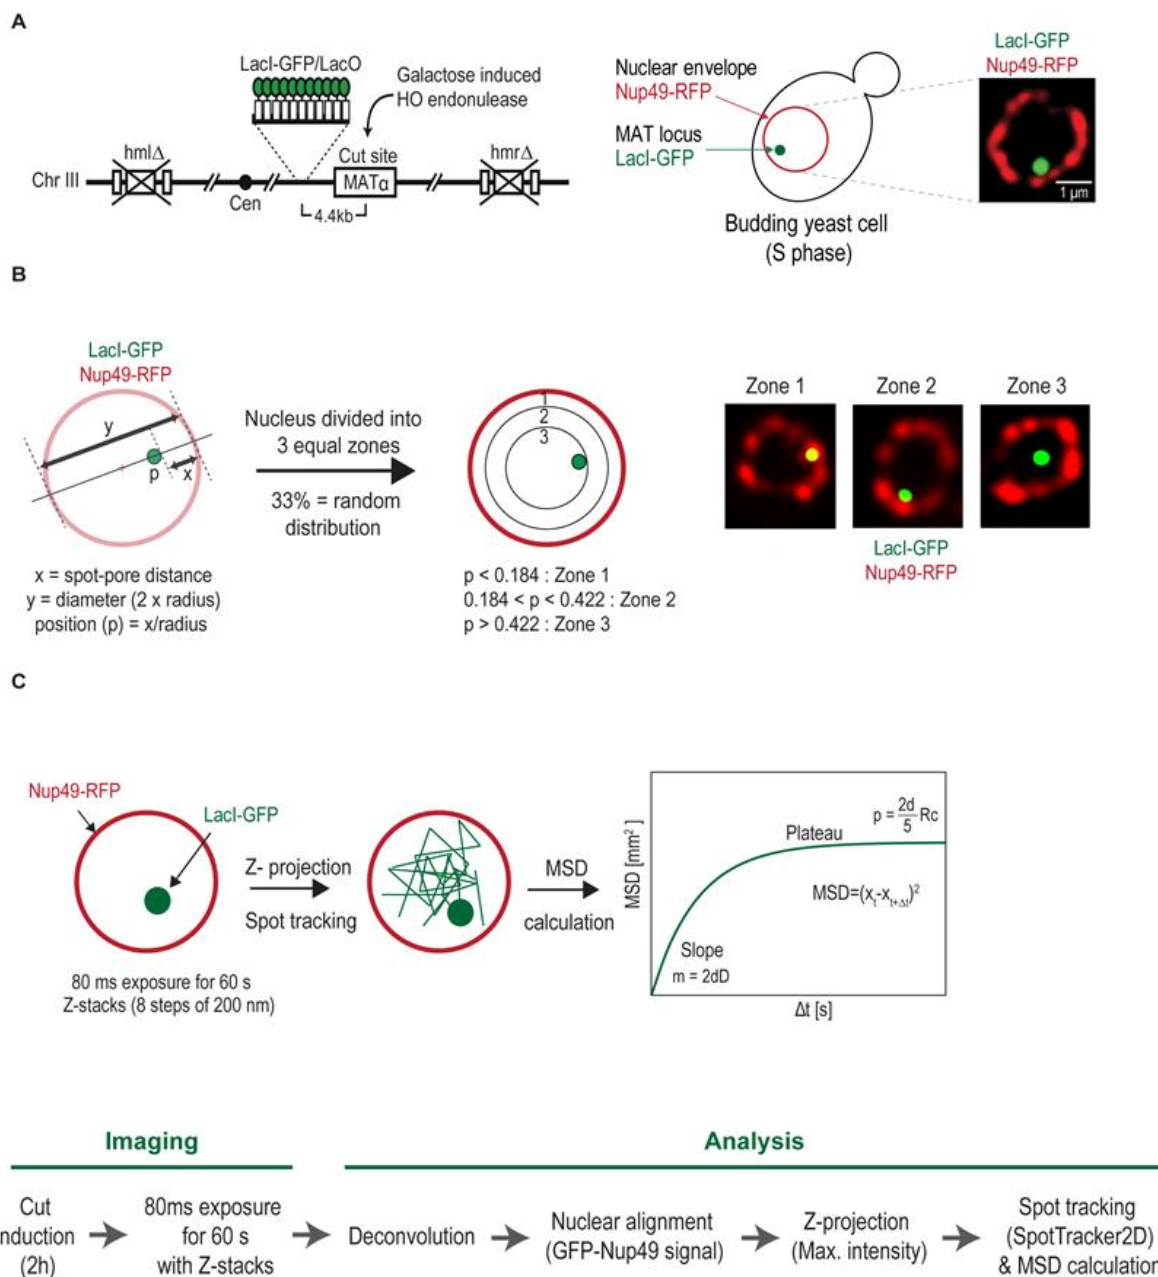 A
LacI-GFP/LacO
Galactose induced
HO endonulease
hmlΔ
Cut site
hmrΔ
Chr III
MATα
Cen
4.4kb
Nuclear envelope
Nup49-RFP
MAT locus
LacI-GFP
Budding yeast cell
(S phase)
LacI-GFP
Nup49-RFP
1 µm
B
LacI-GFP
Nup49-RFP
y
p
x
x = spot-pore distance
y = diameter (2 x radius)
position (p) = x/radius
Nucleus divided into
3 equal zones
33% = random
distribution
1
2
3
p < 0.184 : Zone 1
0.184 < p < 0.422 : Zone 2
p > 0.422 : Zone 3
Zone 1
Zone 2
Zone 3
LacI-GFP
Nup49-RFP
C
Nup49-RFP
LacI-GFP
80 ms exposure for 60 s
Z-stacks (8 steps of 200 nm)
Z- projection
Spot tracking
MSD
calculation
MSD [mm²]
p = 2d/5 Rc
Plateau
MSD=(xt-xt+Δt)²
Slope
m = 2dD
Δt [s]
Imaging
Analysis
Cut
nduction
(2h)
80ms exposure
for 60 s
with Z-stacks
Deconvolution
Nuclear alignment
(GFP-Nup49 signal)
Z-projection
(Max. intensity)
Spot tracking
(SpotTracker2D)
& MSD calculation